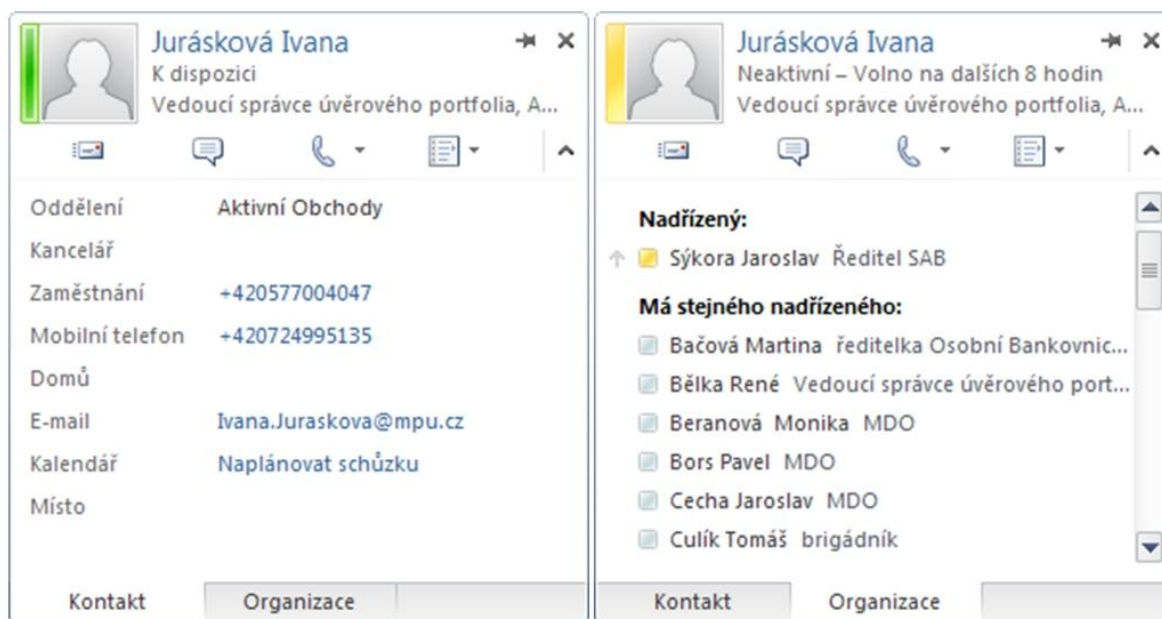 Jurásková Ivana
K dispozici
Vedoucí správce úvěrového portfolia, A...
Oddělení Aktivní Obchody
Kancelář
Zaměstnání +420577004047
Mobilní telefon +420724995135
Domů
E-mail Ivana.Juraskova@mpu.cz
Kalendář Naplánovat schůzku
Místo
Kontakt Organizace
Jurásková Ivana
Neaktivní – Volno na dalších 8 hodin
Vedoucí správce úvěrového portfolia, A...
Nadřízený:
Sýkora Jaroslav Ředitel SAB
Má stejného nadřízeného:
Bačová Martina ředitelka Osobní Bankovnic...
Bělka René Vedoucí správce úvěrového port...
Beranová Monika MDO
Bors Pavel MDO
Cecha Jaroslav MDO
Culík Tomáš brigádník
Kontakt Organizace